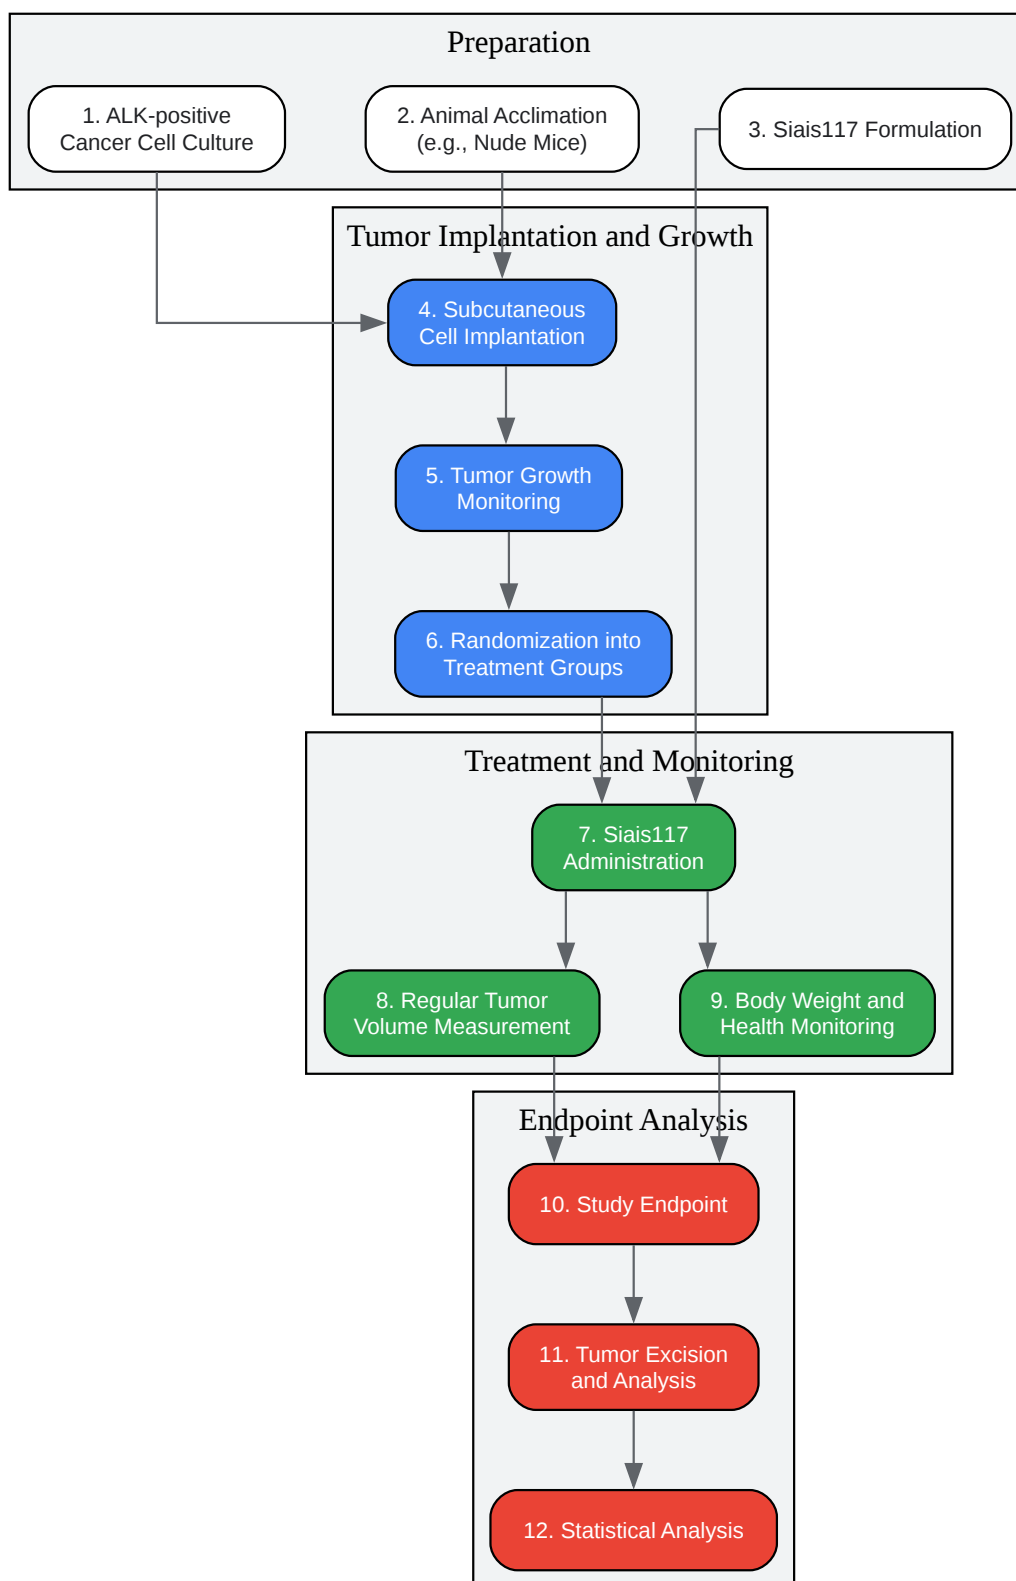 Preparation
1. ALK-positive
Cancer Cell Culture
2. Animal Acclimation
(e.g., Nude Mice)
3. Siais117 Formulation
Tumor Implantation and Growth
4. Subcutaneous
Cell Implantation
5. Tumor Growth
Monitoring
6. Randomization into
Treatment Groups
Treatment and Monitoring
7. Siais117
Administration
8. Regular Tumor
Volume Measurement
9. Body Weight and
Health Monitoring
Endpoint Analysis
10. Study Endpoint
11. Tumor Excision
and Analysis
12. Statistical Analysis